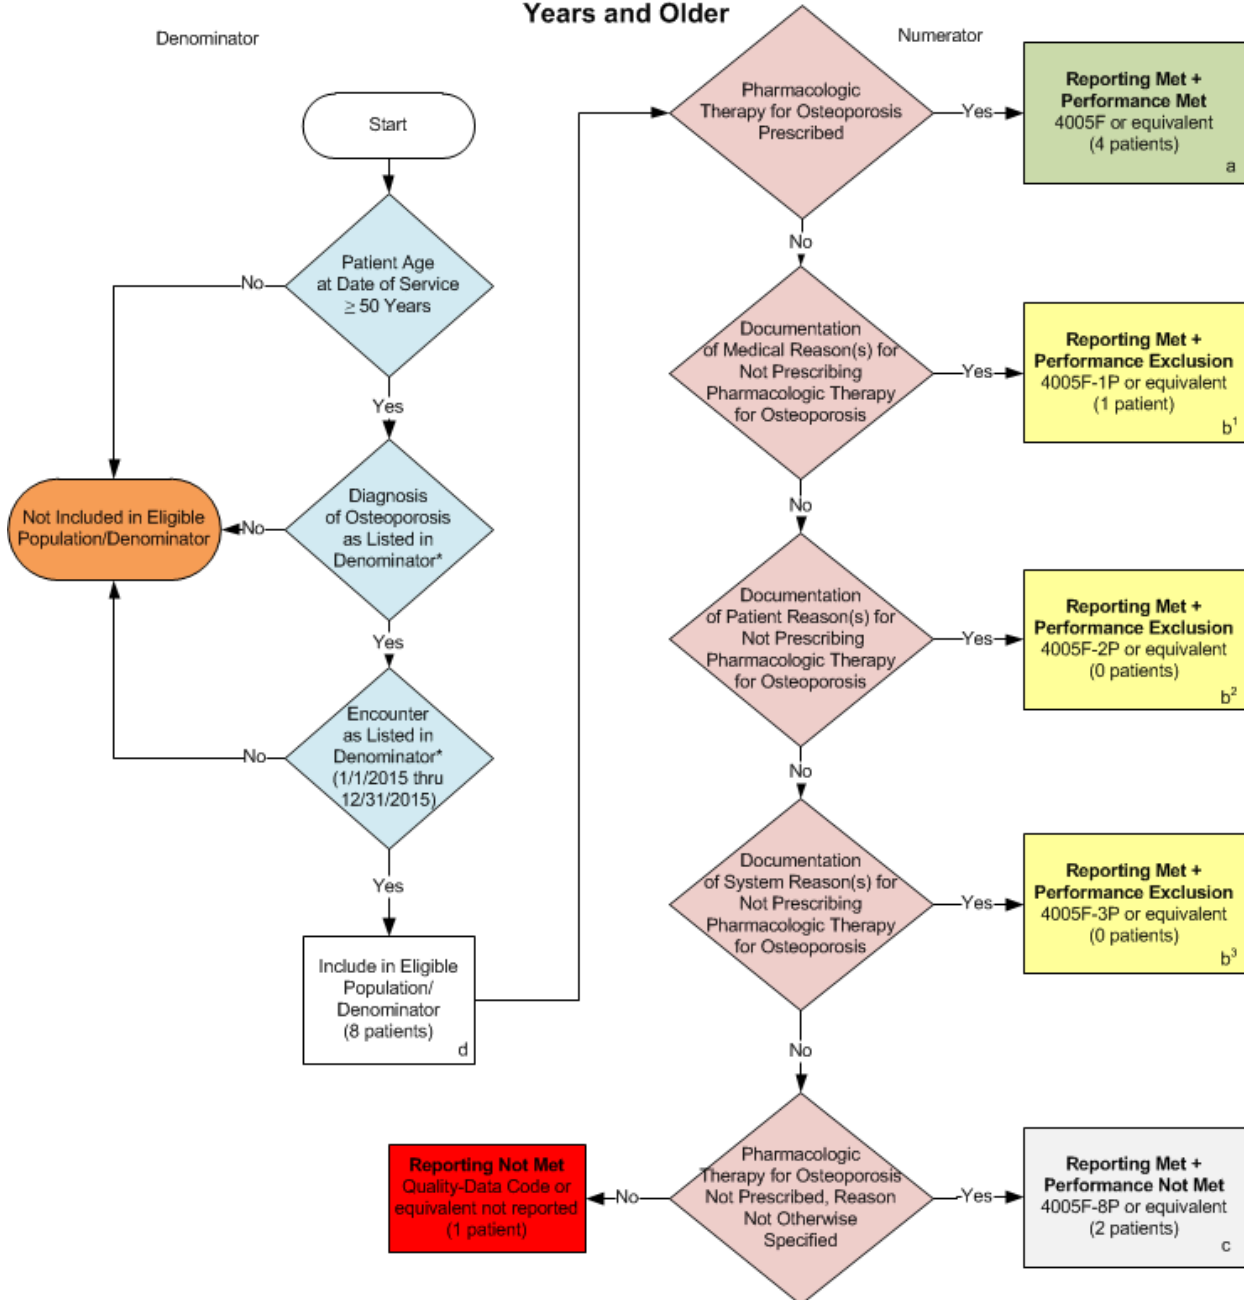 Years and Older
Denominator
Numerator
Start
Patient Age
at Date of Service
≥ 50 Years
No
Yes
Diagnosis
of Osteoporosis
as Listed in
Denominator*
No
Not Included in Eligible
Population/Denominator
Yes
Encounter
as Listed in
Denominator*
(1/1/2015 thru
12/31/2015)
No
Yes
Include in Eligible
Population/
Denominator
(8 patients)
d
Pharmacologic
Therapy for Osteoporosis
Prescribed
Yes
Reporting Met +
Performance Met
4005F or equivalent
(4 patients)
a
No
Documentation
of Medical Reason(s) for
Not Prescribing
Pharmacologic Therapy
for Osteoporosis
Yes
Reporting Met +
Performance Exclusion
4005F-1P or equivalent
(1 patient)
b¹
No
Documentation
of Patient Reason(s) for
Not Prescribing
Pharmacologic Therapy
for Osteoporosis
Yes
Reporting Met +
Performance Exclusion
4005F-2P or equivalent
(0 patients)
b²
No
Documentation
of System Reason(s) for
Not Prescribing
Pharmacologic Therapy
for Osteoporosis
Yes
Reporting Met +
Performance Exclusion
4005F-3P or equivalent
(0 patients)
b³
No
Pharmacologic
Therapy for Osteoporosis
Not Prescribed, Reason
Not Otherwise
Specified
Yes
Reporting Met +
Performance Not Met
4005F-8P or equivalent
(2 patients)
c
No
Reporting Not Met
Quality-Data Code or
equivalent not reported
(1 patient)